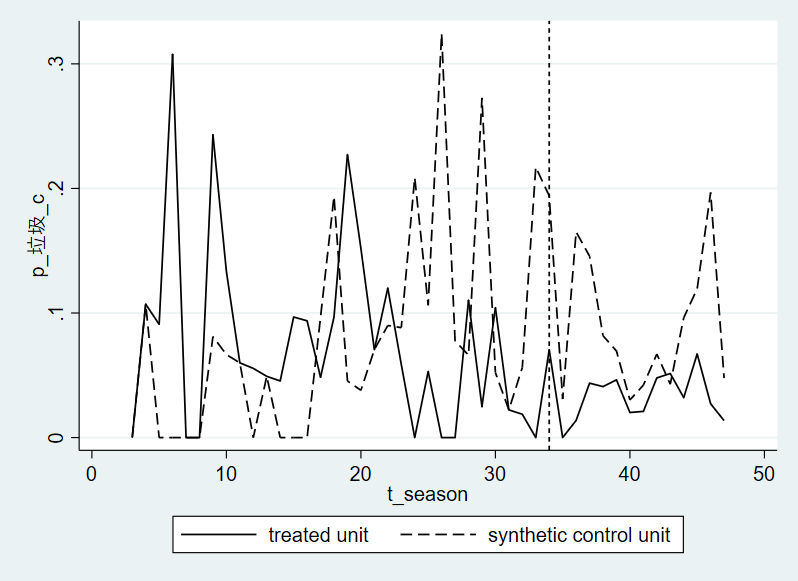 p_垃圾_c
.3
.2
.1
0
0 10 20 30 40 50
t_season
treated unit synthetic control unit